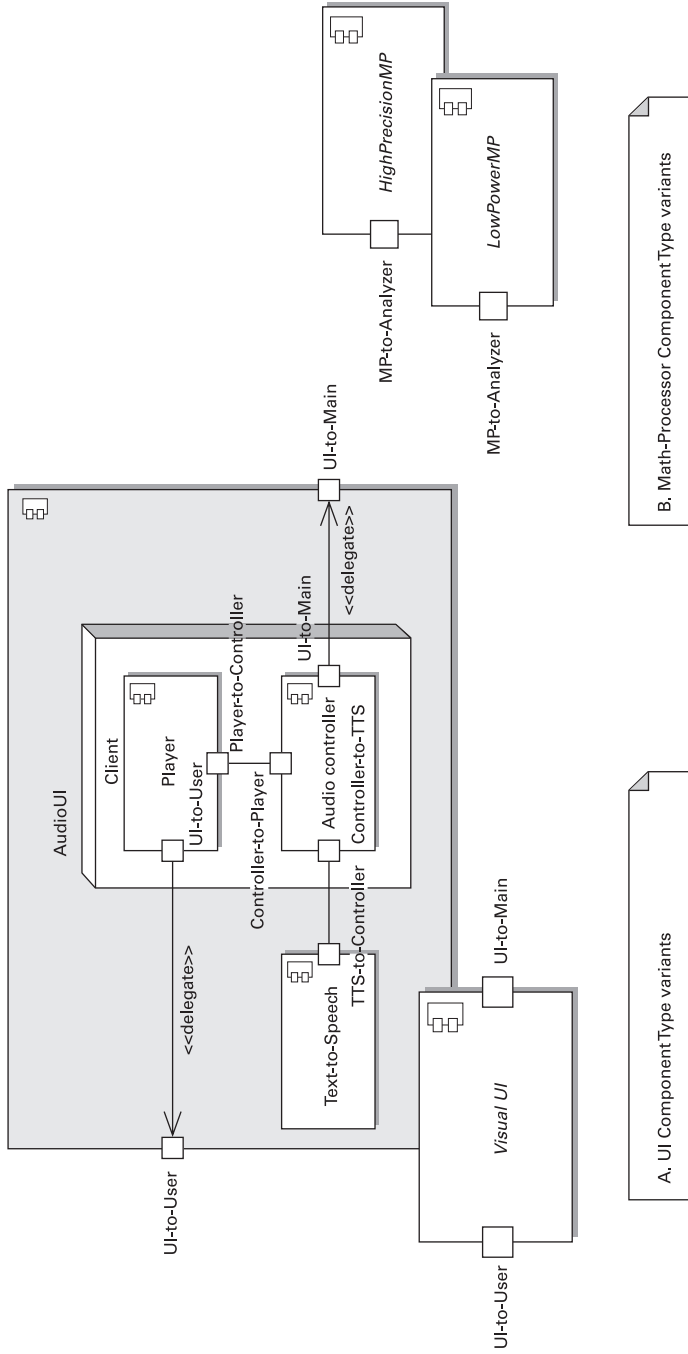 AudioUI
Client
Player
UI-to-User
Player-to-Controller
Controller-to-Player
UI-to-Main
Audio controller
Controller-to-TTS
Text-to-Speech
TTS-to-Controller
<<delegate>>
UI-to-User
<<delegate>>
UI-to-Main
Visual UI
UI-to-User
UI-to-Main
A. UI Component Type variants
HighPrecisionMP
MP-to-Analyzer
LowPowerMP
MP-to-Analyzer
B. Math-Processor Component Type variants